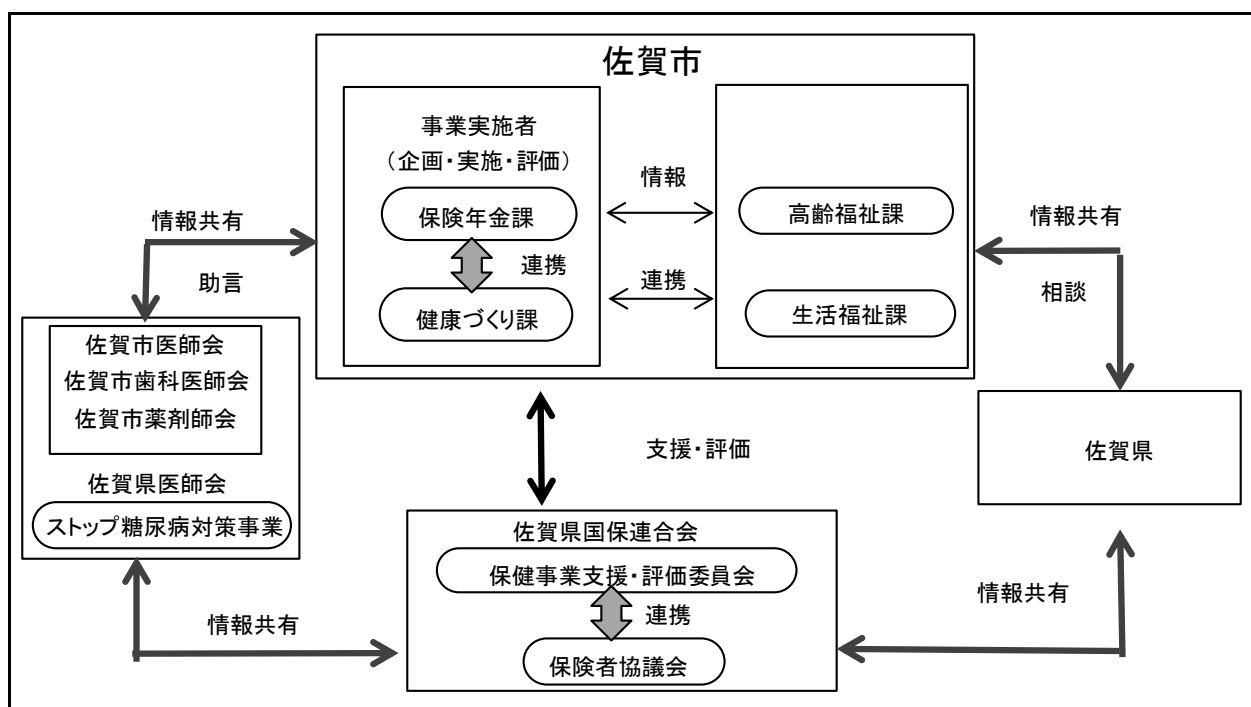 佐賀市
事業実施者
（企画・実施・評価）
保険年金課
連携
健康づくり課
情報
連携
高齢福祉課
生活福祉課
情報共有
助言
情報共有
相談
佐賀市医師会
佐賀市歯科医師会
佐賀市薬剤師会
佐賀県医師会
ストップ糖尿病対策事業
支援・評価
佐賀県
佐賀県国保連合会
保健事業支援・評価委員会
連携
保険者協議会
情報共有
情報共有